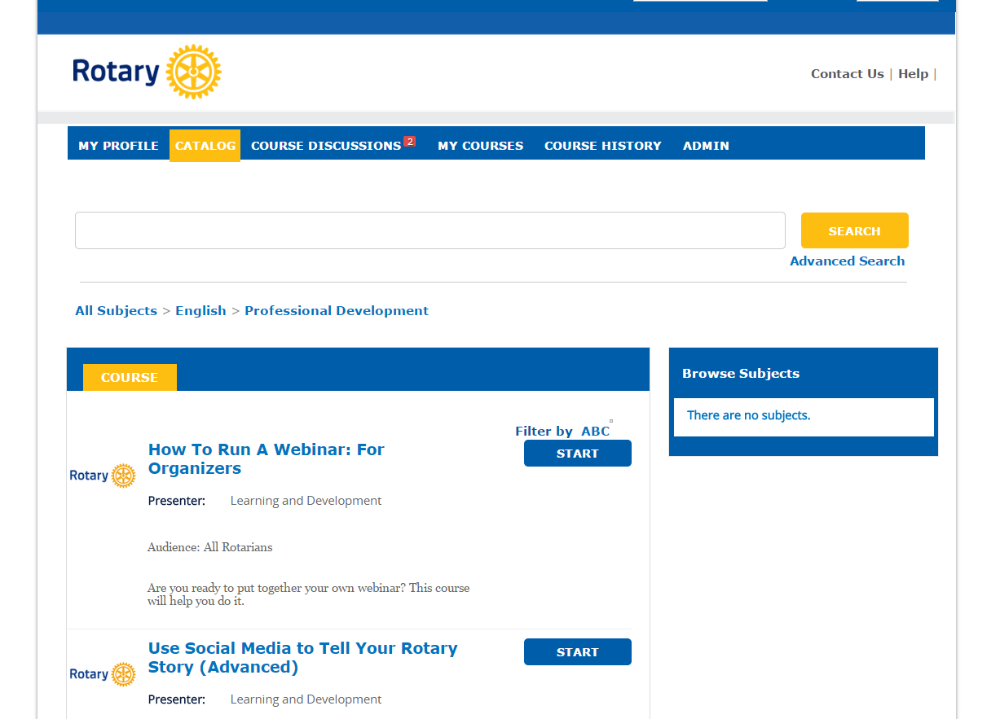 Rotary
Contact Us | Help |
MY PROFILE CATALOG COURSE DISCUSSIONS 2 MY COURSES COURSE HISTORY ADMIN
SEARCH
Advanced Search
All Subjects > English > Professional Development
COURSE
Filter by ABC
How To Run A Webinar: For
Organizers
START
Rotary
Presenter: Learning and Development
Audience: All Rotarians
Are you ready to put together your own webinar? This course
will help you do it.
Use Social Media to Tell Your Rotary
Story (Advanced)
START
Rotary
Presenter: Learning and Development
Browse Subjects
There are no subjects.